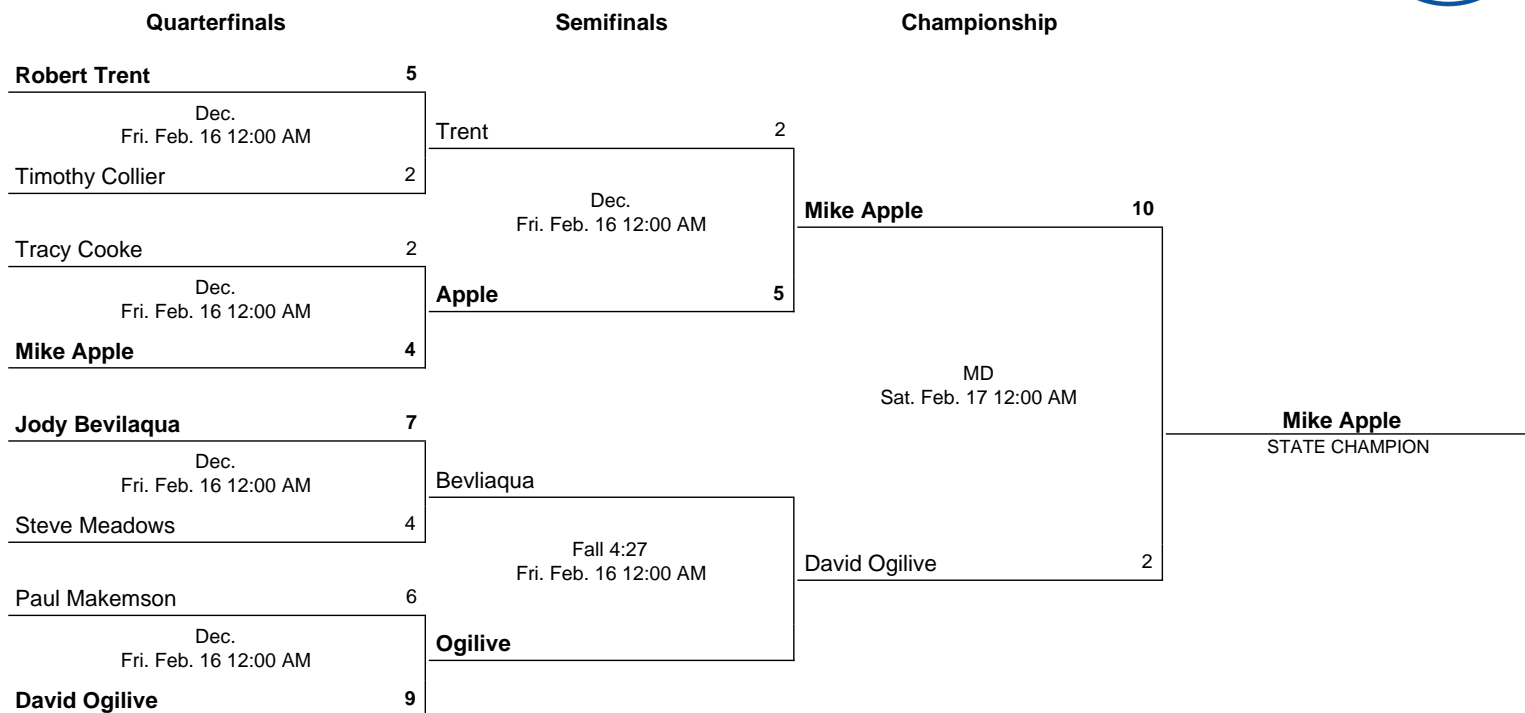 Quarterfinals
Semifinals
Championship
Robert Trent 5
Dec.
Fri. Feb. 16 12:00 AM
Timothy Collier 2
Tracy Cooke 2
Dec.
Fri. Feb. 16 12:00 AM
Mike Apple 4
Jody Bevilaqua 7
Dec.
Fri. Feb. 16 12:00 AM
Steve Meadows 4
Paul Makemson 6
Dec.
Fri. Feb. 16 12:00 AM
David Ogilive 9
Trent 2
Dec.
Fri. Feb. 16 12:00 AM
Apple 5
Bevliaqua
Fall 4:27
Fri. Feb. 16 12:00 AM
Ogilive
Mike Apple 10
MD
Sat. Feb. 17 12:00 AM
David Ogilive 2
Mike Apple
STATE CHAMPION